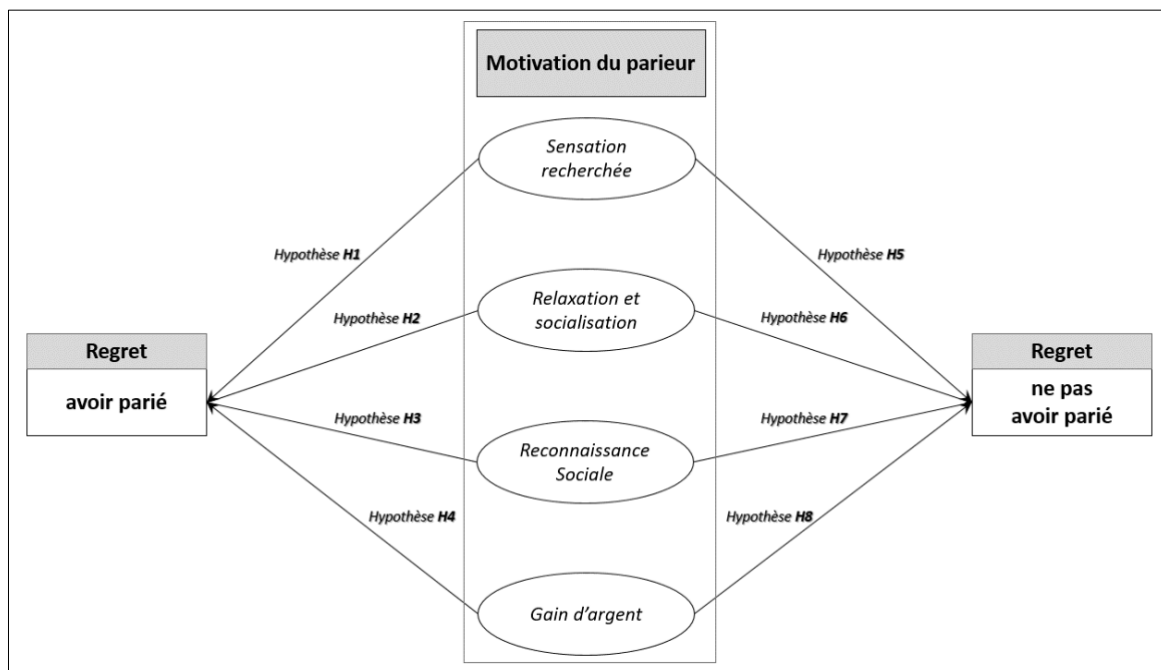 Motivation du parieur
Sensation
recherchée
Hypothèse H1
Hypothèse H5
Relaxation et
socialisation
Hypothèse H2
Hypothèse H6
Regret
avoir parié
Regret
ne pas
avoir parié
Hypothèse H3
Hypothèse H7
Reconnaissance
Sociale
Hypothèse H4
Hypothèse H8
Gain d'argent